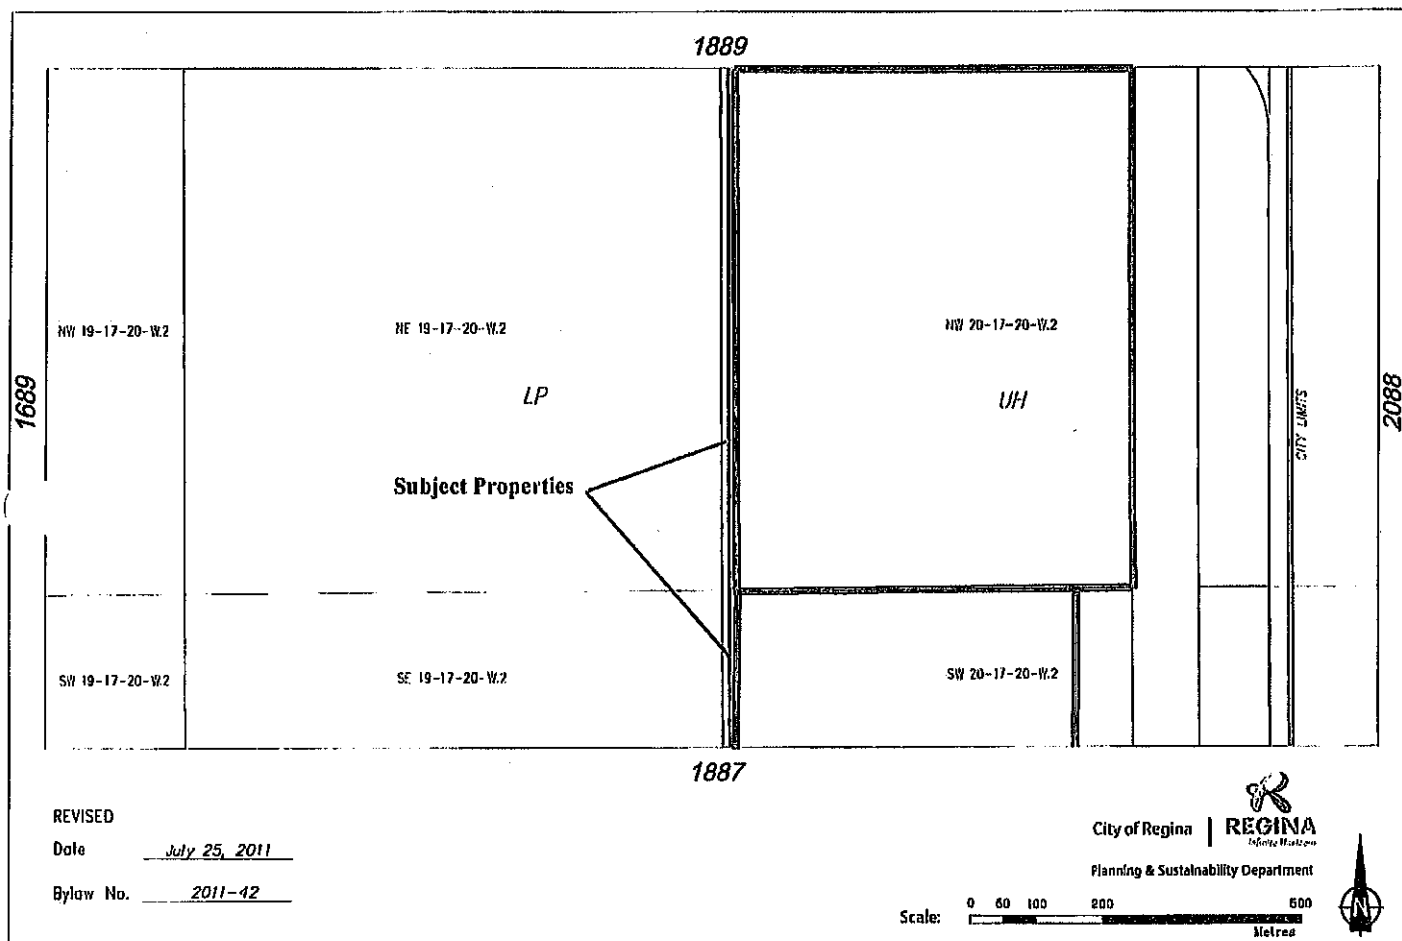 1889
NW 19-17-20-W.2
NE 19-17-20-W.2
NW 20-17-20-W.2
LP
UH
1689
2088
CITY LIMITS
Subject Properties
SW 19-17-20-W.2
SE 19-17-20-W.2
SW 20-17-20-W.2
1887
REVISED
Date July 25, 2011
Bylaw No. 2011-42
City of Regina | REGINA
Infinite Horizons
Planning & Sustainability Department
Scale: 0 50 100 200 500
Metres
N